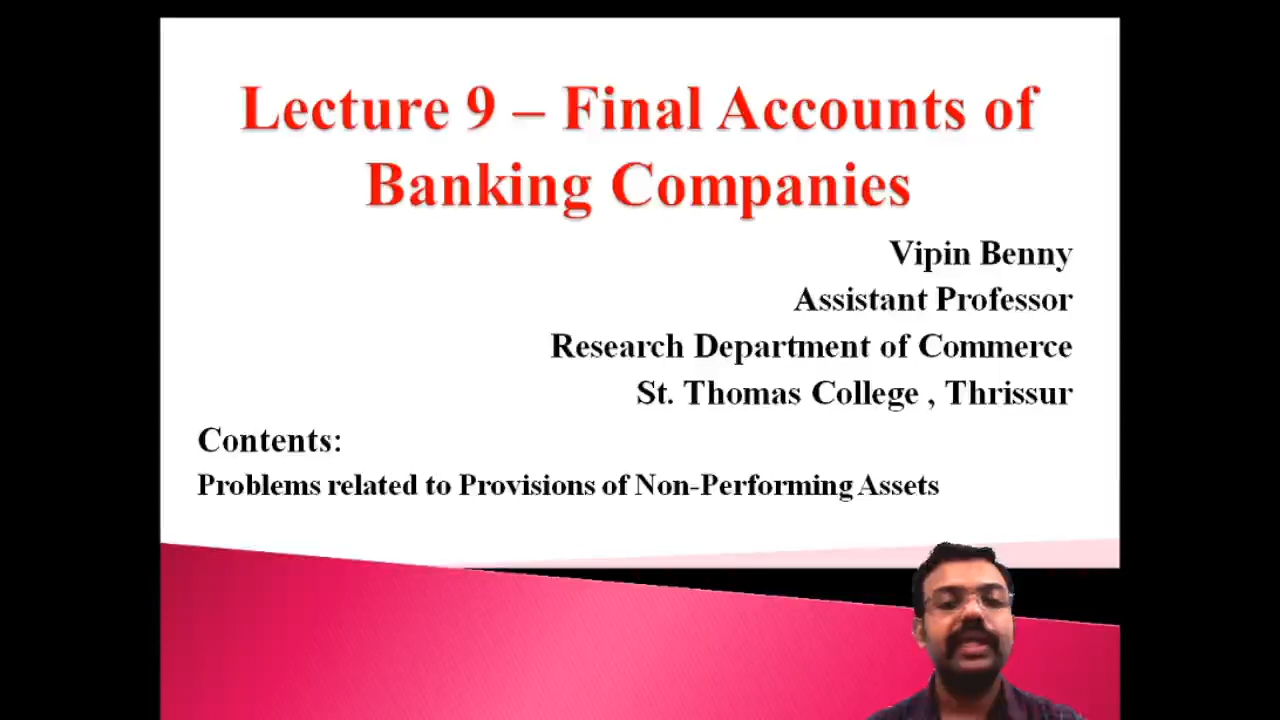 Lecture 9 – Final Accounts of
Banking Companies
Vipin Benny
Assistant Professor
Research Department of Commerce
St. Thomas College , Thrissur
Contents:
Problems related to Provisions of Non-Performing Assets